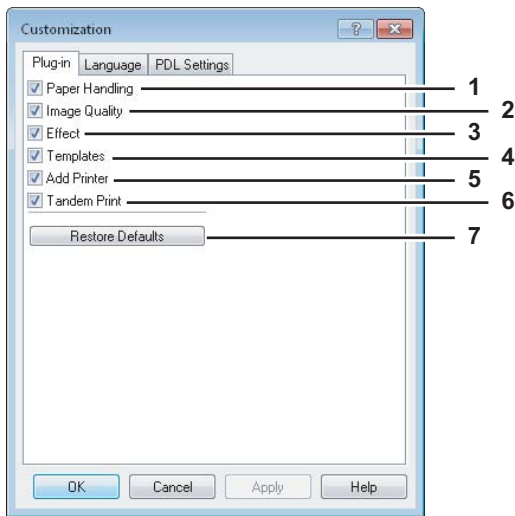 Customization
Plug-in Language PDL Settings
Paper Handling 1
Image Quality 2
Effect 3
Templates 4
Add Printer 5
Tandem Print 6
Restore Defaults 7
OK Cancel Apply Help